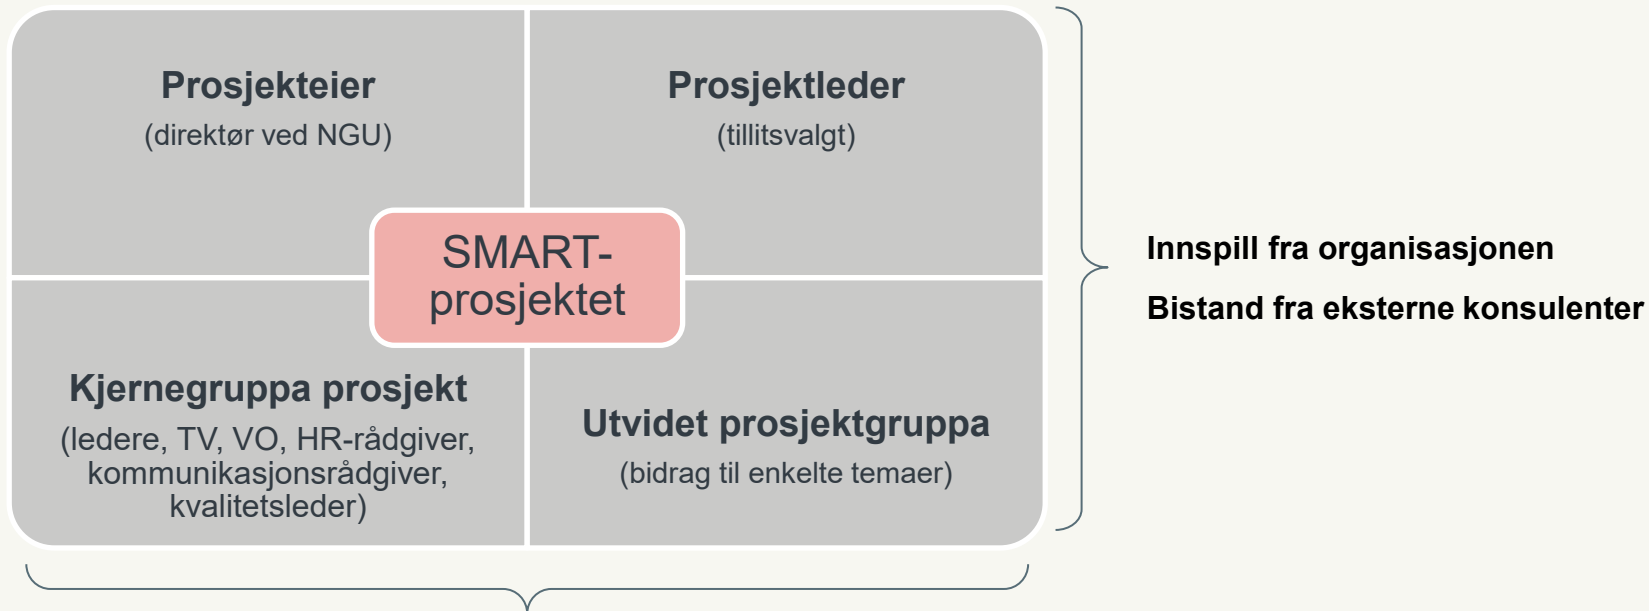 Prosjekteier
(direktør ved NGU)
Prosjektleder
(tillitsvalgt)
SMART-
prosjektet
Kjernegruppa prosjekt
(ledere, TV, VO, HR-rådgiver,
kommunikasjonsrådgiver,
kvalitetsleder)
Utvidet prosjektgruppa
(bidrag til enkelte temaer)
Innspill fra organisasjonen
Bistand fra eksterne konsulenter